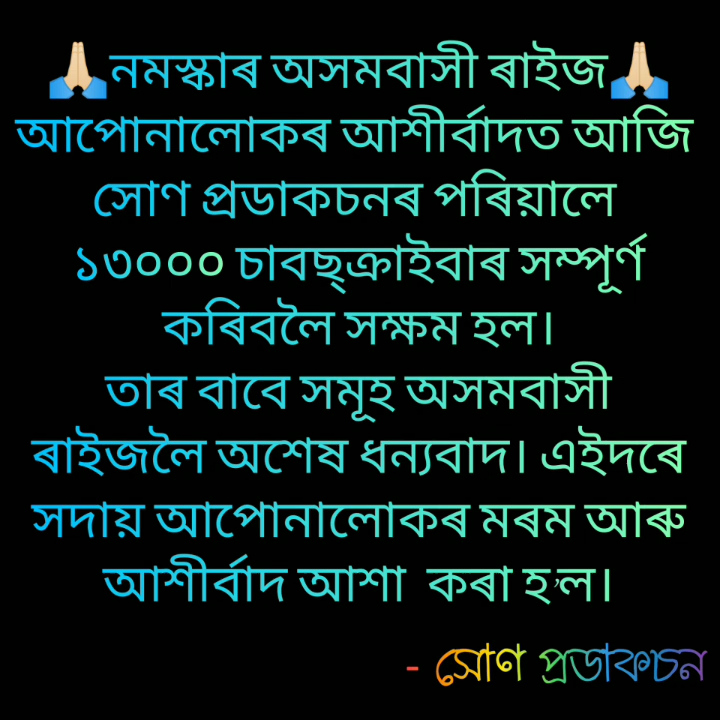 🙏🏻নমস্কাৰ অসমবাসী ৰাইজ🙏🏻
আপোনালোকৰ আশীৰ্বাদত আজি
সোণ প্ৰডাকচনৰ পৰিয়ালে
১৩০০০ চাবছ্ক্ৰাইবাৰ সম্পূৰ্ণ
কৰিবলৈ সক্ষম হল।
তাৰ বাবে সমূহ অসমবাসী
ৰাইজলৈ অশেষ ধন্যবাদ। এইদৰে
সদায় আপোনালোকৰ মৰম আৰু
আশীৰ্বাদ আশা কৰা হ'ল।
- সোণ প্ৰডাকচন